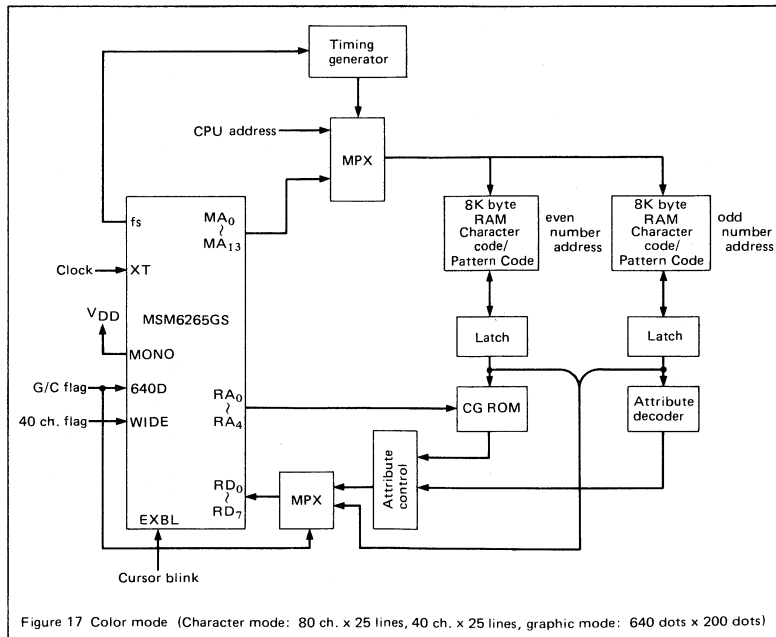 Timing
generator
CPU address
MPX
fs
MA0
~
MA13
8K byte
RAM
Character
code/
Pattern Code
even
number
address
8K byte
RAM
Character
code/
Pattern Code
odd
number
address
Clock
XT
VDD
MSM6265GS
MONO
Latch
Latch
G/C flag
640D
RA0
~
RA4
CG ROM
Attribute
decoder
40 ch. flag
WIDE
Attribute
control
RD0
~
RD7
MPX
EXBL
Cursor blink
Figure 17 Color mode (Character mode: 80 ch. x 25 lines, 40 ch. x 25 lines, graphic mode: 640 dots x 200 dots)